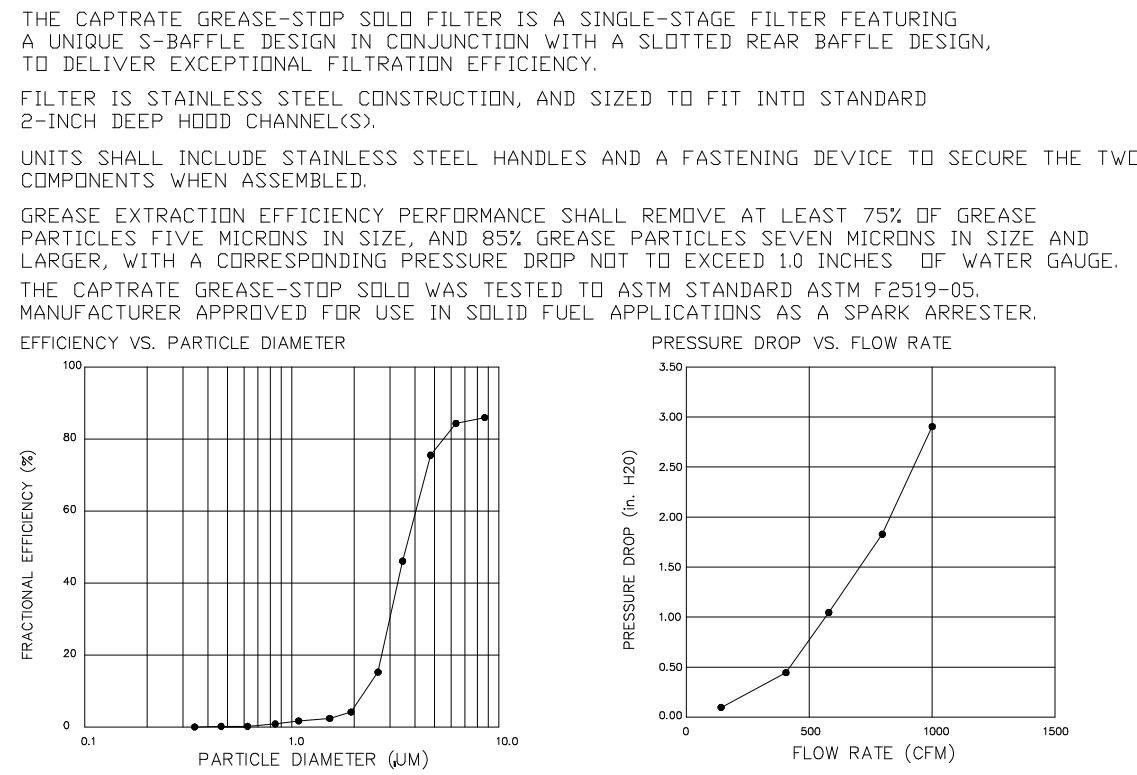 THE CAPTRATE GREASE-STOP SOLO FILTER IS A SINGLE-STAGE FILTER FEATURING
A UNIQUE S-BAFFLE DESIGN IN CONJUNCTION WITH A SLOTTED REAR BAFFLE DESIGN,
TO DELIVER EXCEPTIONAL FILTRATION EFFICIENCY.
FILTER IS STAINLESS STEEL CONSTRUCTION, AND SIZED TO FIT INTO STANDARD
2-INCH DEEP HOOD CHANNEL(S).
UNITS SHALL INCLUDE STAINLESS STEEL HANDLES AND A FASTENING DEVICE TO SECURE THE TWO
COMPONENTS WHEN ASSEMBLED.
GREASE EXTRACTION EFFICIENCY PERFORMANCE SHALL REMOVE AT LEAST 75% OF GREASE
PARTICLES FIVE MICRONS IN SIZE, AND 85% GREASE PARTICLES SEVEN MICRONS IN SIZE AND
LARGER, WITH A CORRESPONDING PRESSURE DROP NOT TO EXCEED 1.0 INCHES OF WATER GAUGE.
THE CAPTRATE GREASE-STOP SOLO WAS TESTED TO ASTM STANDARD ASTM F2519-05.
MANUFACTURER APPROVED FOR USE IN SOLID FUEL APPLICATIONS AS A SPARK ARRESTER.
EFFICIENCY VS. PARTICLE DIAMETER
100
80
60
40
20
0
FRACTIONAL EFFICIENCY (%)
0.1 1.0 10.0
PARTICLE DIAMETER (UM)
PRESSURE DROP VS. FLOW RATE
3.50
3.00
2.50
2.00
1.50
1.00
0.50
0.00
PRESSURE DROP (in. H20)
0 500 1000 1500
FLOW RATE (CFM)